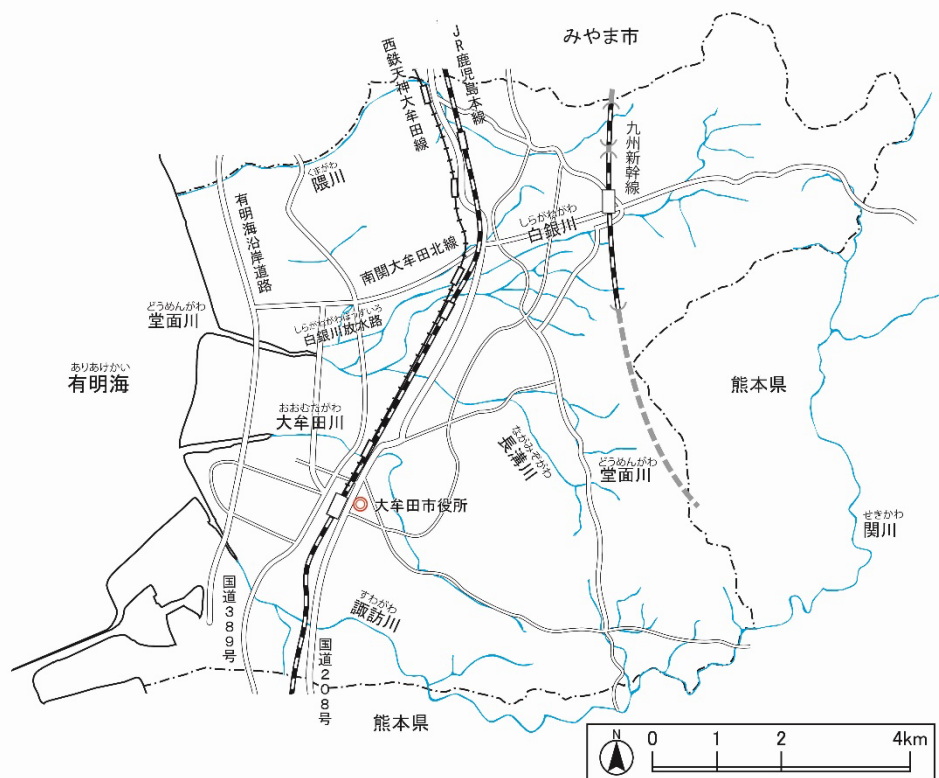 みやま市
西鉄天神大牟田線
JR鹿児島本線
九州新幹線
くまがわ
隈川
有明海沿岸道路
しらがねがわ
白銀川
南関大牟田北線
どうめんがわ
堂面川
しらがねがわほうすいろ
白銀川放水路
ありあけかい
有明海
熊本県
おおむたがわ
大牟田川
ながみぞがわ
長溝川
どうめんがわ
堂面川
大牟田市役所
せきかわ
関川
国道389号
すわがわ
諏訪川
国道208号
熊本県
N
0 1 2 4km